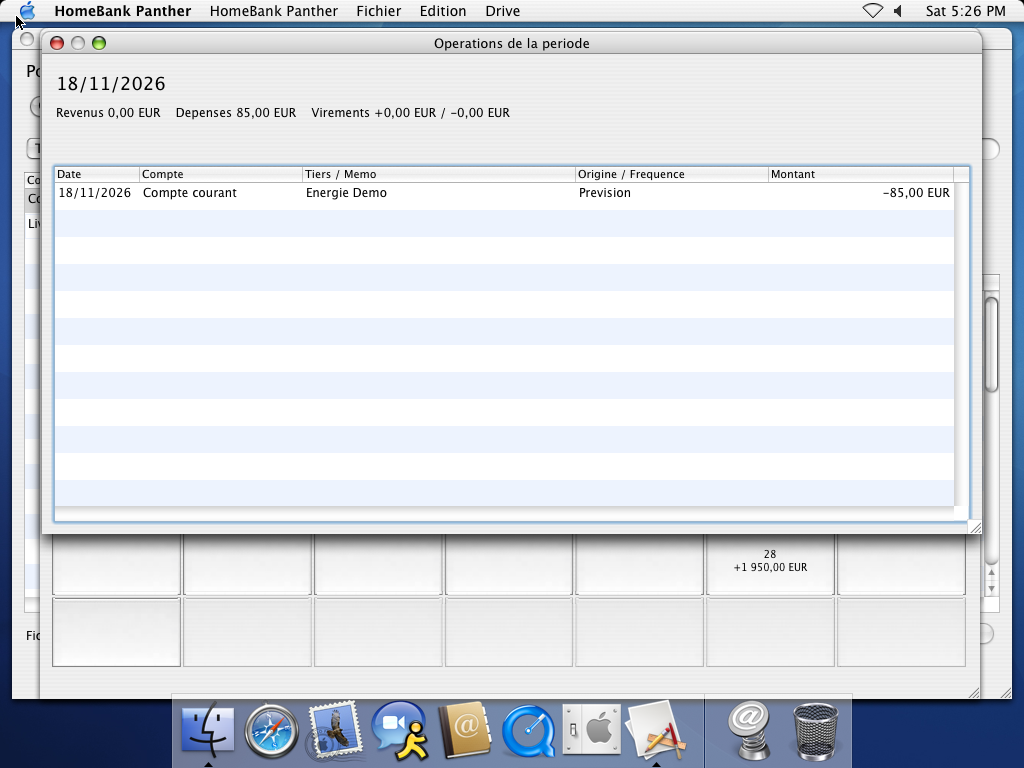 HomeBank Panther HomeBank Panther Fichier Edition Drive Sat 5:26 PM
Operations de la periode
18/11/2026
Revenus 0,00 EUR Depenses 85,00 EUR Virements +0,00 EUR / -0,00 EUR
Date Compte Tiers / Memo Origine / Frequence Montant
18/11/2026 Compte courant Energie Demo Prevision -85,00 EUR
28
+1 950,00 EUR